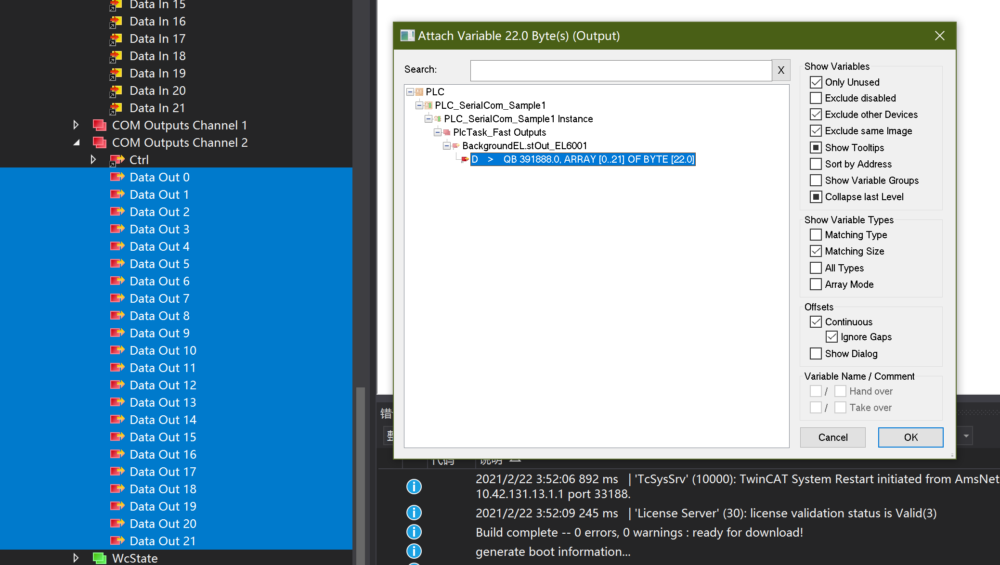 Data In 15
Data In 16
Data In 17
Data In 18
Data In 19
Data In 20
Data In 21
COM Outputs Channel 1
COM Outputs Channel 2
Ctrl
Data Out 0
Data Out 1
Data Out 2
Data Out 3
Data Out 4
Data Out 5
Data Out 6
Data Out 7
Data Out 8
Data Out 9
Data Out 10
Data Out 11
Data Out 12
Data Out 13
Data Out 14
Data Out 15
Data Out 16
Data Out 17
Data Out 18
Data Out 19
Data Out 20
Data Out 21
WcState
Attach Variable 22.0 Byte(s) (Output)
Search:
X
PLC
PLC_SerialCom_Sample1
PLC_SerialCom_Sample1 Instance
PlcTask_Fast Outputs
BackgroundEL.stOut_EL6001
D > QB 391888.0, ARRAY [0..21] OF BYTE [22.0]
Show Variables
Only Unused
Exclude disabled
Exclude other Devices
Exclude same Image
Show Tooltips
Sort by Address
Show Variable Groups
Collapse last Level
Show Variable Types
Matching Type
Matching Size
All Types
Array Mode
Offsets
Continuous
Ignore Gaps
Show Dialog
Variable Name / Comment
/ Hand over
/ Take over
Cancel
OK
错
代码
说明
2021/2/22 3:52:06 892 ms | 'TcSysSrv' (10000): TwinCAT System Restart initiated from AmsNet
10.42.131.13.1.1 port 33188.
2021/2/22 3:52:09 245 ms | 'License Server' (30): license validation status is Valid(3)
Build complete -- 0 errors, 0 warnings : ready for download!
generate boot information...